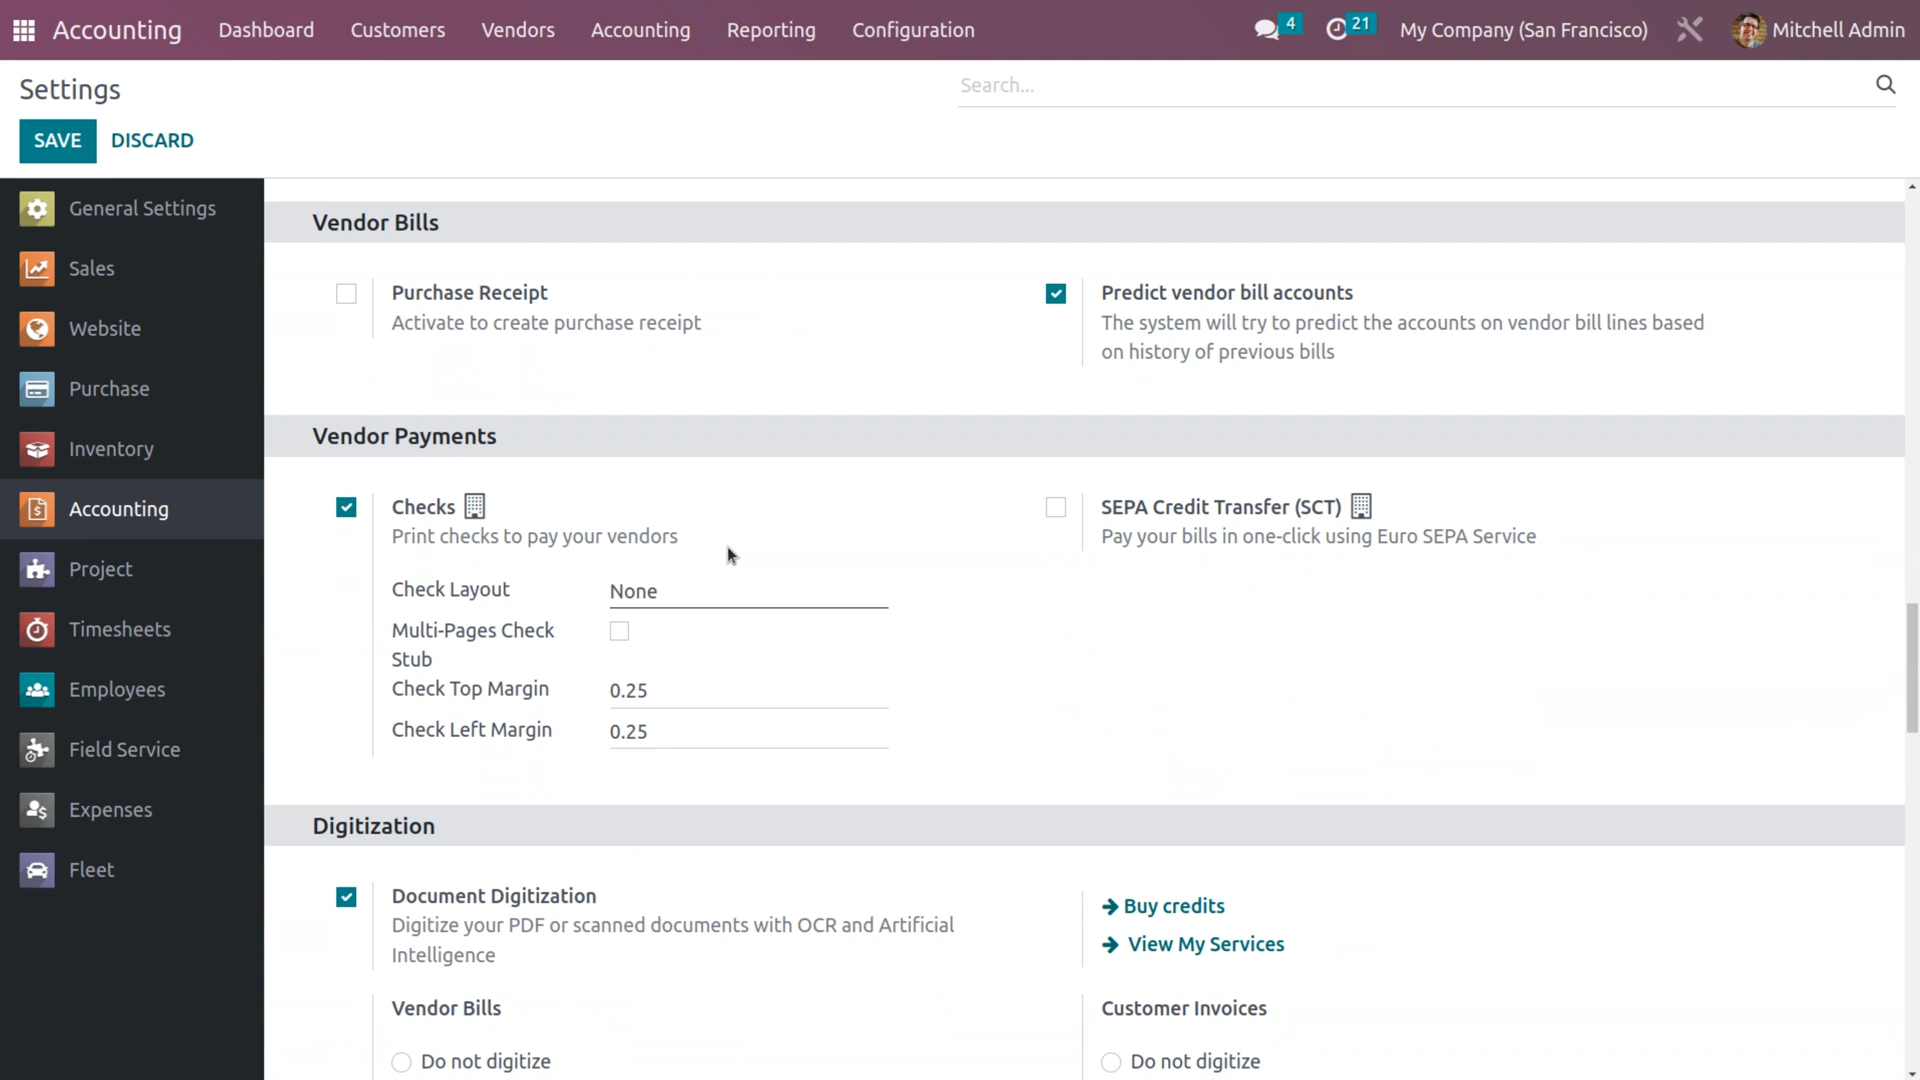 Accounting Dashboard Customers Vendors Accounting Reporting Configuration 4 21 My Company (San Francisco) Mitchell Admin
Settings
Search...
SAVE DISCARD
General Settings
Sales
Website
Purchase
Inventory
Accounting
Project
Timesheets
Employees
Field Service
Expenses
Fleet
Vendor Bills
Purchase Receipt
Activate to create purchase receipt
Predict vendor bill accounts
The system will try to predict the accounts on vendor bill lines based
on history of previous bills
Vendor Payments
Checks
Print checks to pay your vendors
Check Layout None
Multi-Pages Check
Stub
Check Top Margin 0.25
Check Left Margin 0.25
SEPA Credit Transfer (SCT)
Pay your bills in one-click using Euro SEPA Service
Digitization
Document Digitization
Digitize your PDF or scanned documents with OCR and Artificial
Intelligence
Buy credits
View My Services
Vendor Bills
Do not digitize
Customer Invoices
Do not digitize